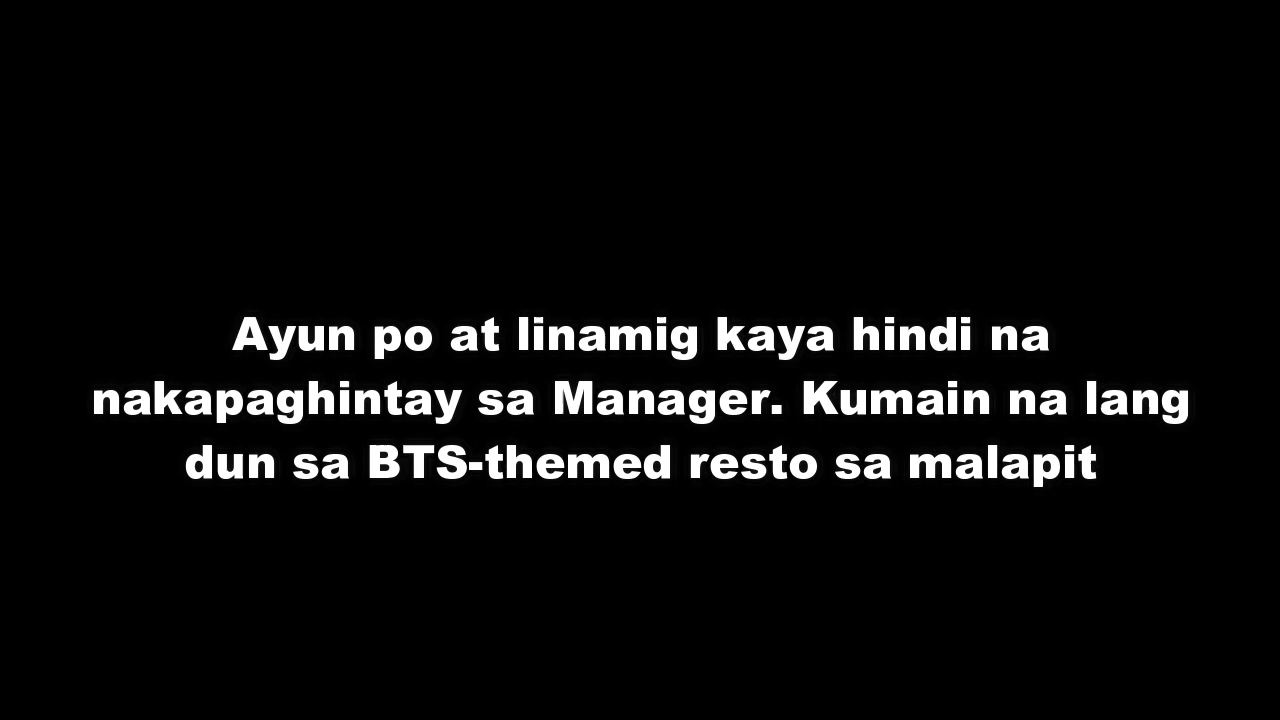 Ayun po at linamig kaya hindi na
nakapaghintay sa Manager. Kumain na lang
dun sa BTS-themed resto sa malapit